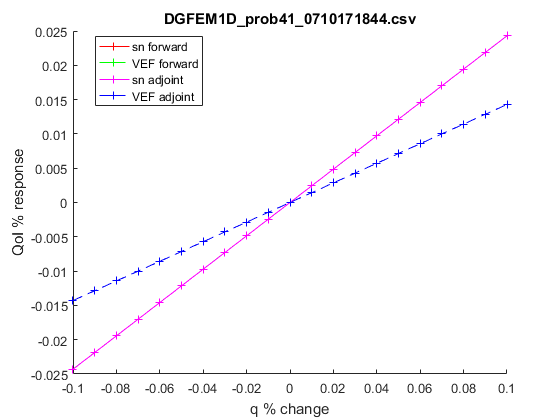 DGFEM1D_prob41_0710171844.csv
sn forward
VEF forward
sn adjoint
VEF adjoint
0.025
0.02
0.015
0.01
0.005
0
-0.005
-0.01
-0.015
-0.02
-0.025
QoI % response
-0.1 -0.08 -0.06 -0.04 -0.02 0 0.02 0.04 0.06 0.08 0.1
q % change